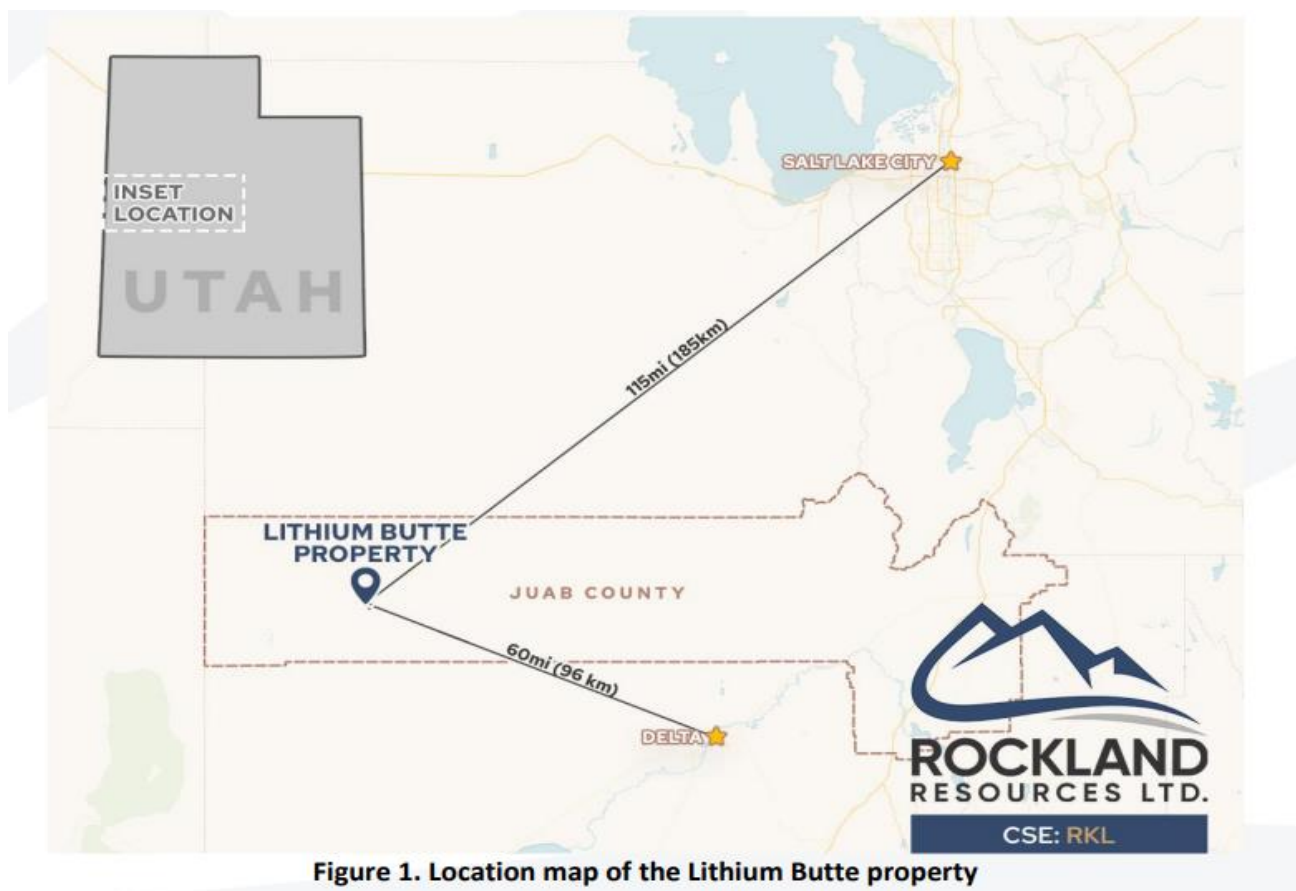 INSET
LOCATION
UTAH
SALT LAKE CITY
115mi (185km)
LITHIUM BUTTE
PROPERTY
JUAB COUNTY
60mi (96 km)
DELTA
ROCKLAND
RESOURCES LTD.
CSE: RKL
Figure 1. Location map of the Lithium Butte property